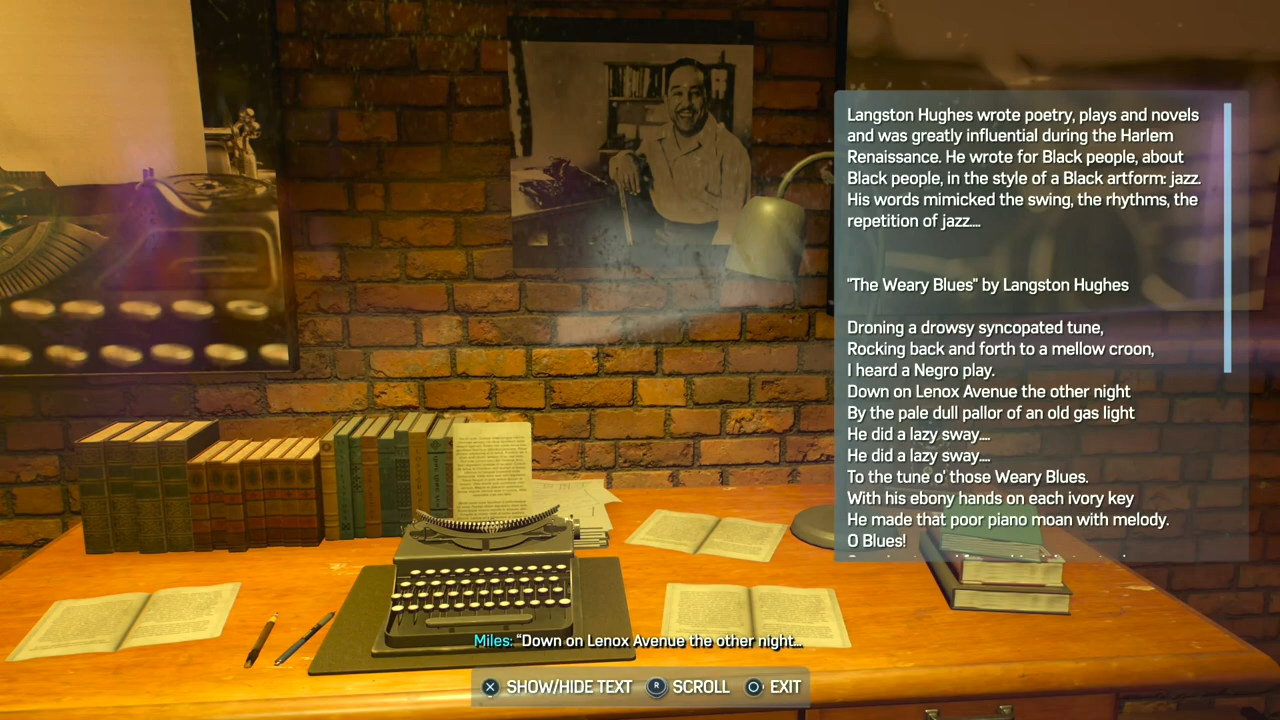 Langston Hughes wrote poetry, plays and novels
and was greatly influential during the Harlem
Renaissance. He wrote for Black people, about
Black people, in the style of a Black artform: jazz.
His words mimicked the swing, the rhythms, the
repetition of jazz....
"The Weary Blues" by Langston Hughes
Droning a drowsy syncopated tune,
Rocking back and forth to a mellow croon,
I heard a Negro play.
Down on Lenox Avenue the other night
By the pale dull pallor of an old gas light
He did a lazy sway....
He did a lazy sway....
To the tune o' those Weary Blues.
With his ebony hands on each ivory key
He made that poor piano moan with melody.
O Blues!
Miles: "Down on Lenox Avenue the other night...
SHOW/HIDE TEXT R SCROLL EXIT